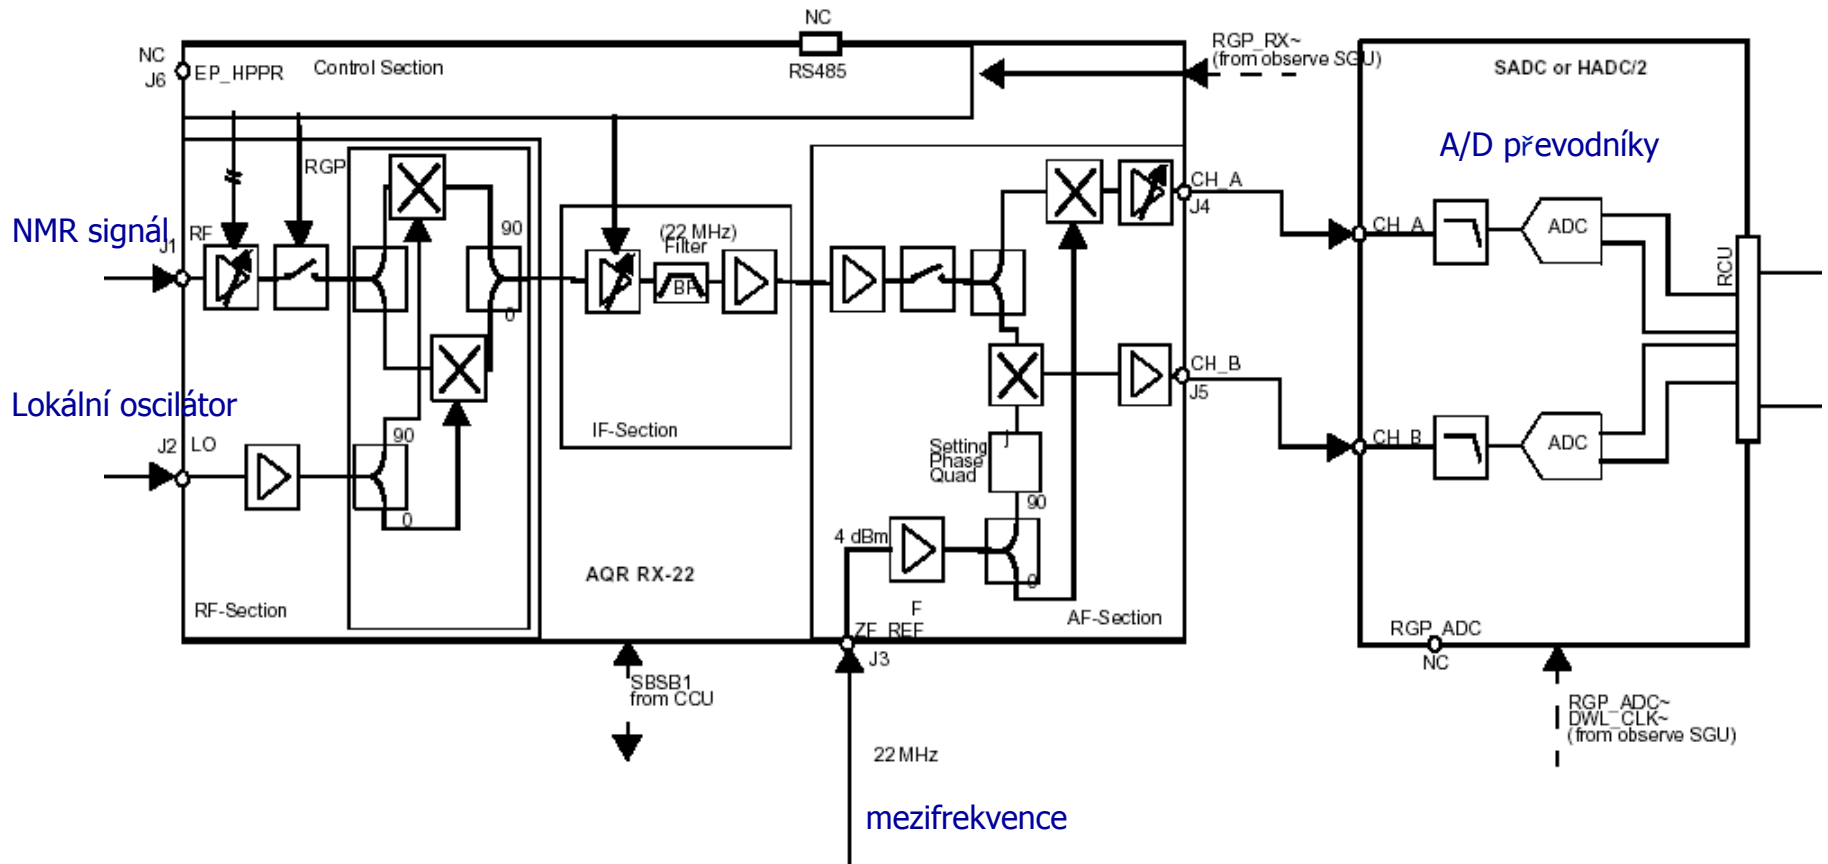 NC
NC
J6
EP_HPPR
Control Section
RS485
RGP_RX~
(from observe SGU)
SADC or HADC/2
A/D převodníky
NMR signál
J1
RF
RGP
90
0
(22 MHz)
Filter
BP
CH_A
J4
CH_A
ADC
RCU
Lokální oscilátor
J2
LO
90
0
IF-Section
CH_B
J5
CH_B
ADC
Setting
Phase
Quad
90
0
4 dBm
AQR RX-22
RF-Section
F
ZF_REF
J3
AF-Section
RGP_ADC
NC
SBSB1
from CCU
RGP_ADC~
DWL_CLK~
(from observe SGU)
22 MHz
mezifrekvence